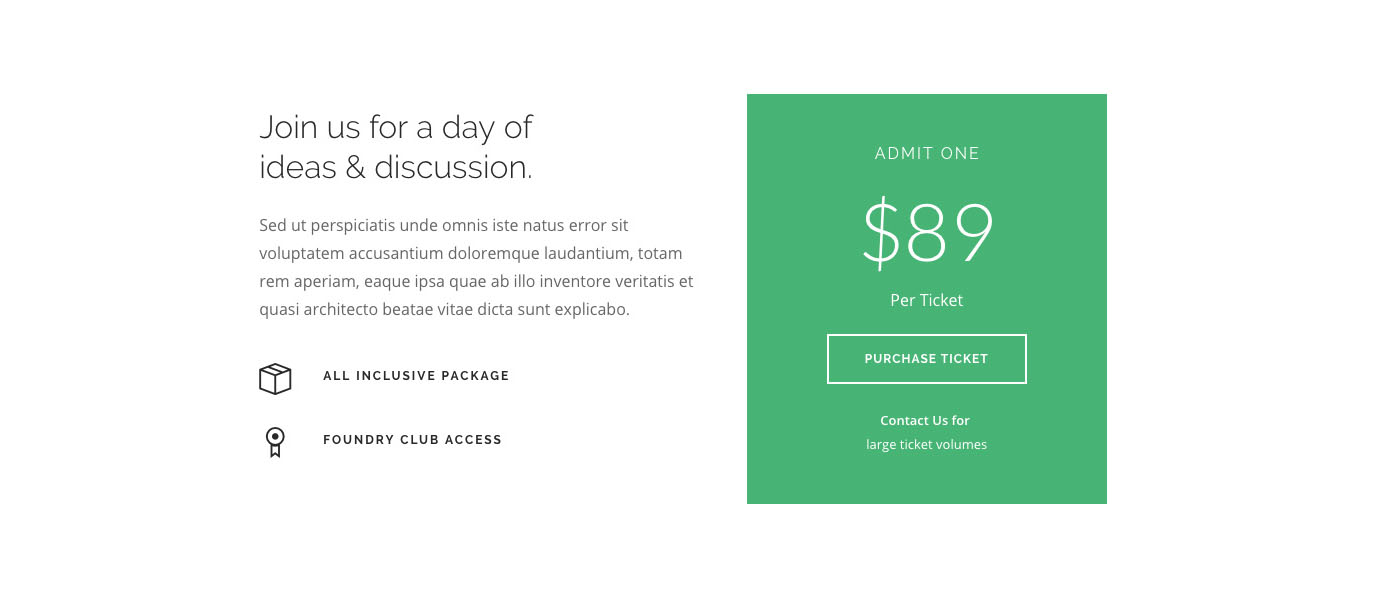 Join us for a day of
ideas & discussion.
Sed ut perspiciatis unde omnis iste natus error sit
voluptatem accusantium doloremque laudantium, totam
rem aperiam, eaque ipsa quae ab illo inventore veritatis et
quasi architecto beatae vitae dicta sunt explicabo.
ALL INCLUSIVE PACKAGE
FOUNDRY CLUB ACCESS
ADMIT ONE
$89
Per Ticket
PURCHASE TICKET
Contact Us for
large ticket volumes